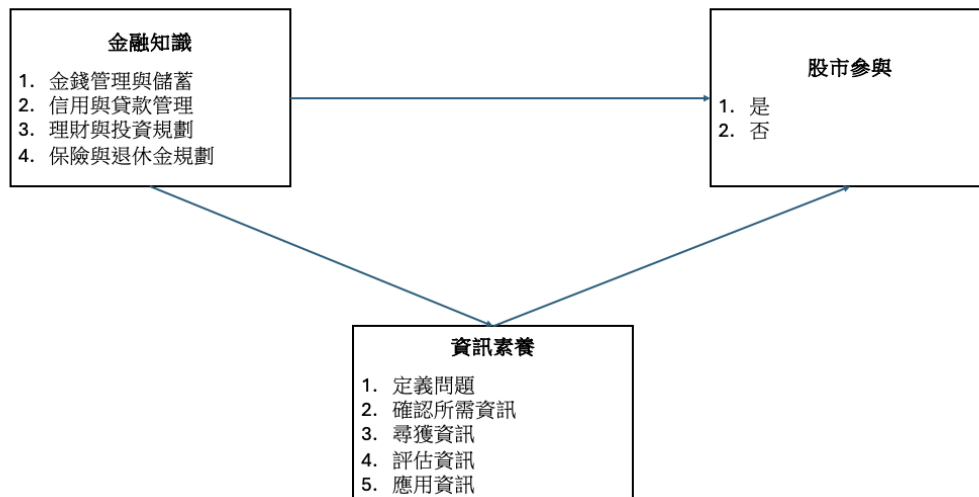 金融知識
1. 金錢管理與儲蓄
2. 信用與貸款管理
3. 理財與投資規劃
4. 保險與退休金規劃
股市參與
1. 是
2. 否
資訊素養
1. 定義問題
2. 確認所需資訊
3. 尋獲資訊
4. 評估資訊
5. 應用資訊